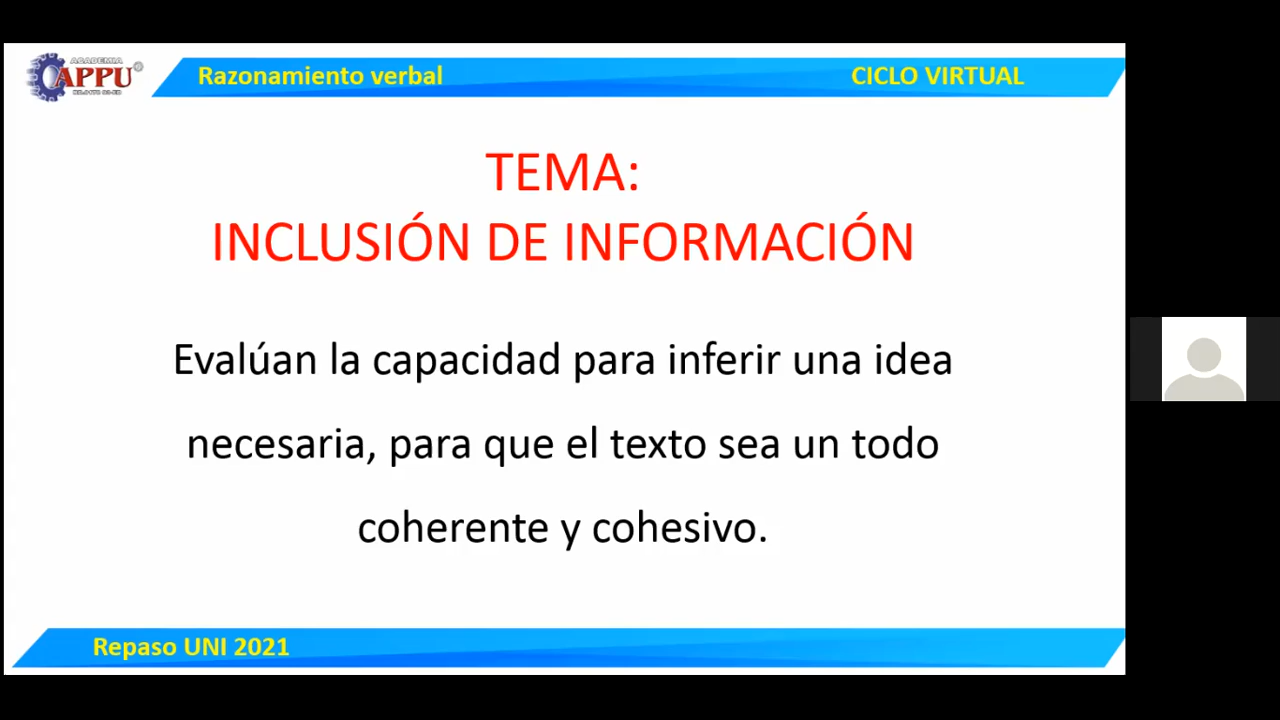 ACADEMIA
APPU
Razonamiento verbal
CICLO VIRTUAL
TEMA:
INCLUSIÓN DE INFORMACIÓN
Evalúan la capacidad para inferir una idea
necesaria, para que el texto sea un todo
coherente y cohesivo.
Repaso UNI 2021